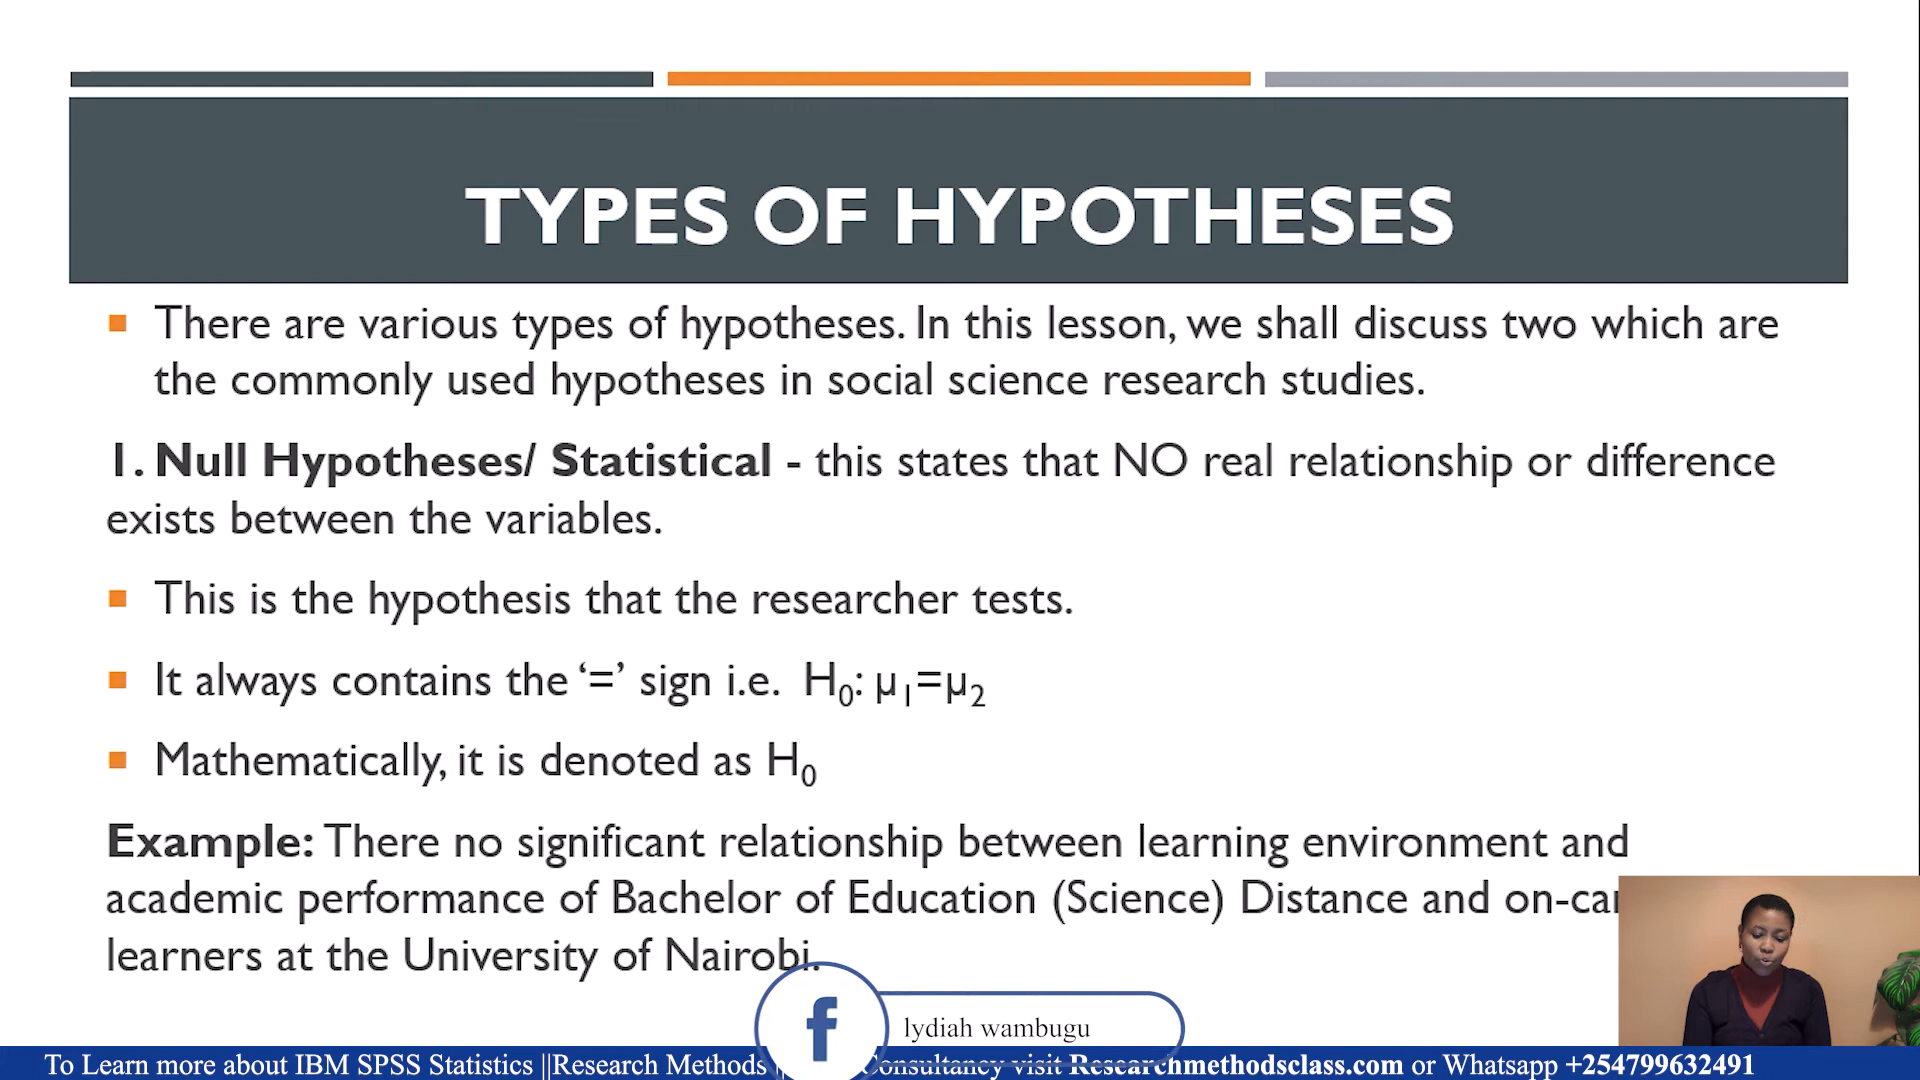 TYPES OF HYPOTHESES
There are various types of hypotheses. In this lesson, we shall discuss two which are
the commonly used hypotheses in social science research studies.
1. Null Hypotheses/ Statistical - this states that NO real relationship or difference
exists between the variables.
This is the hypothesis that the researcher tests.
It always contains the ‘=’ sign i.e. H₀: µ₁=µ₂
Mathematically, it is denoted as H₀
Example: There no significant relationship between learning environment and
academic performance of Bachelor of Education (Science) Distance and
learners at the University of Nairobi.
f lydiah wambugu
To Learn more about IBM SPSS Statistics ||Research Methods Consultancy visit Researchmethodsclass.com or Whatsapp +254799632491